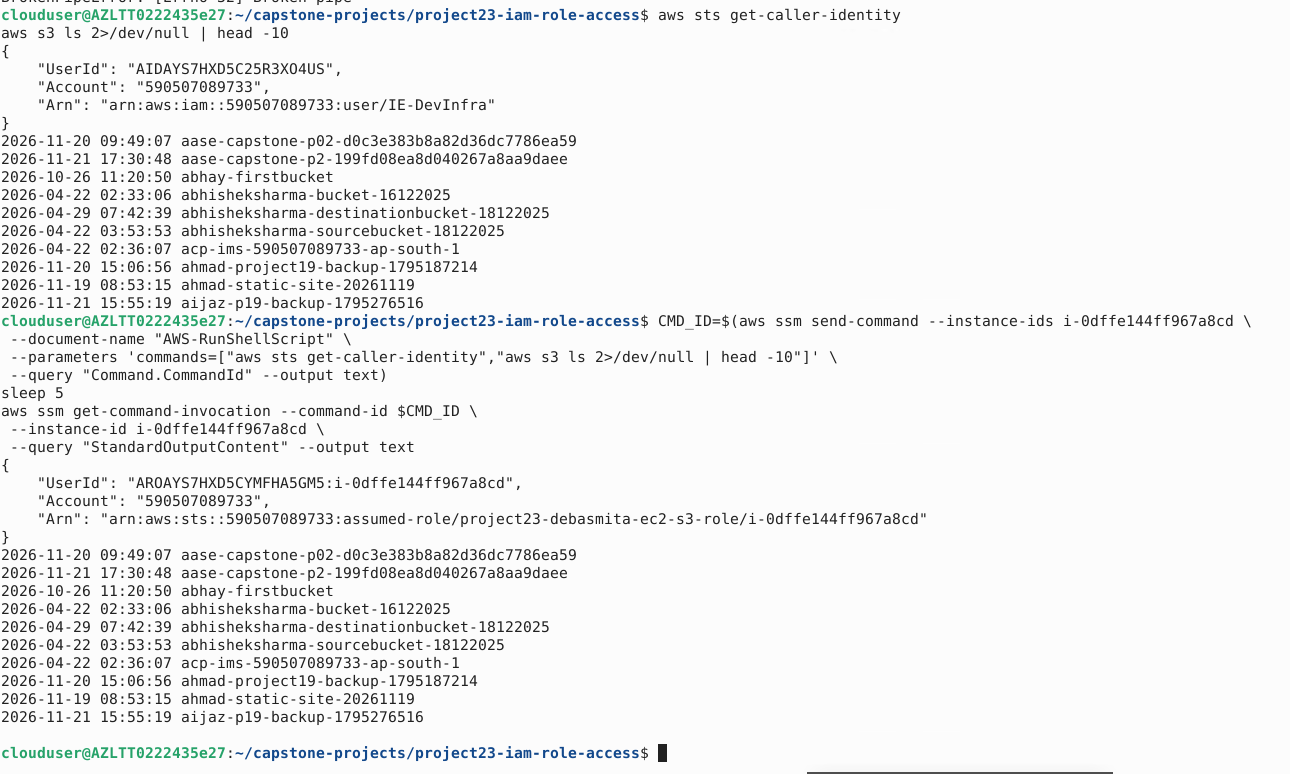 clouduser@AZLTT0222435e27:~/capstone-projects/project23-iam-role-access$ aws sts get-caller-identity
aws s3 ls 2>/dev/null | head -10
{
    "UserId": "AIDAYS7HXD5C25R3XO4US",
    "Account": "590507089733",
    "Arn": "arn:aws:iam::590507089733:user/IE-DevInfra"
}
2026-11-20 09:49:07 aase-capstone-p02-d0c3e383b8a82d36dc7786ea59
2026-11-21 17:30:48 aase-capstone-p2-199fd08ea8d040267a8aa9daee
2026-10-26 11:20:50 abhay-firstbucket
2026-04-22 02:33:06 abhisheksharma-bucket-16122025
2026-04-29 07:42:39 abhisheksharma-destinationbucket-18122025
2026-04-22 03:53:53 abhisheksharma-sourcebucket-18122025
2026-04-22 02:36:07 acp-ims-590507089733-ap-south-1
2026-11-20 15:06:56 ahmad-project19-backup-1795187214
2026-11-19 08:53:15 ahmad-static-site-20261119
2026-11-21 15:55:19 aijaz-p19-backup-1795276516
clouduser@AZLTT0222435e27:~/capstone-projects/project23-iam-role-access$ CMD_ID=$(aws ssm send-command --instance-ids i-0dffe144ff967a8cd \
 --document-name "AWS-RunShellScript" \
 --parameters 'commands=["aws sts get-caller-identity","aws s3 ls 2>/dev/null | head -10"]' \
 --query "Command.CommandId" --output text)
sleep 5
aws ssm get-command-invocation --command-id $CMD_ID \
 --instance-id i-0dffe144ff967a8cd \
 --query "StandardOutputContent" --output text
{
    "UserId": "AROAYS7HXD5CYMFHA5GM5:i-0dffe144ff967a8cd",
    "Account": "590507089733",
    "Arn": "arn:aws:sts::590507089733:assumed-role/project23-debasmita-ec2-s3-role/i-0dffe144ff967a8cd"
}
2026-11-20 09:49:07 aase-capstone-p02-d0c3e383b8a82d36dc7786ea59
2026-11-21 17:30:48 aase-capstone-p2-199fd08ea8d040267a8aa9daee
2026-10-26 11:20:50 abhay-firstbucket
2026-04-22 02:33:06 abhisheksharma-bucket-16122025
2026-04-29 07:42:39 abhisheksharma-destinationbucket-18122025
2026-04-22 03:53:53 abhisheksharma-sourcebucket-18122025
2026-04-22 02:36:07 acp-ims-590507089733-ap-south-1
2026-11-20 15:06:56 ahmad-project19-backup-1795187214
2026-11-19 08:53:15 ahmad-static-site-20261119
2026-11-21 15:55:19 aijaz-p19-backup-1795276516
clouduser@AZLTT0222435e27:~/capstone-projects/project23-iam-role-access$